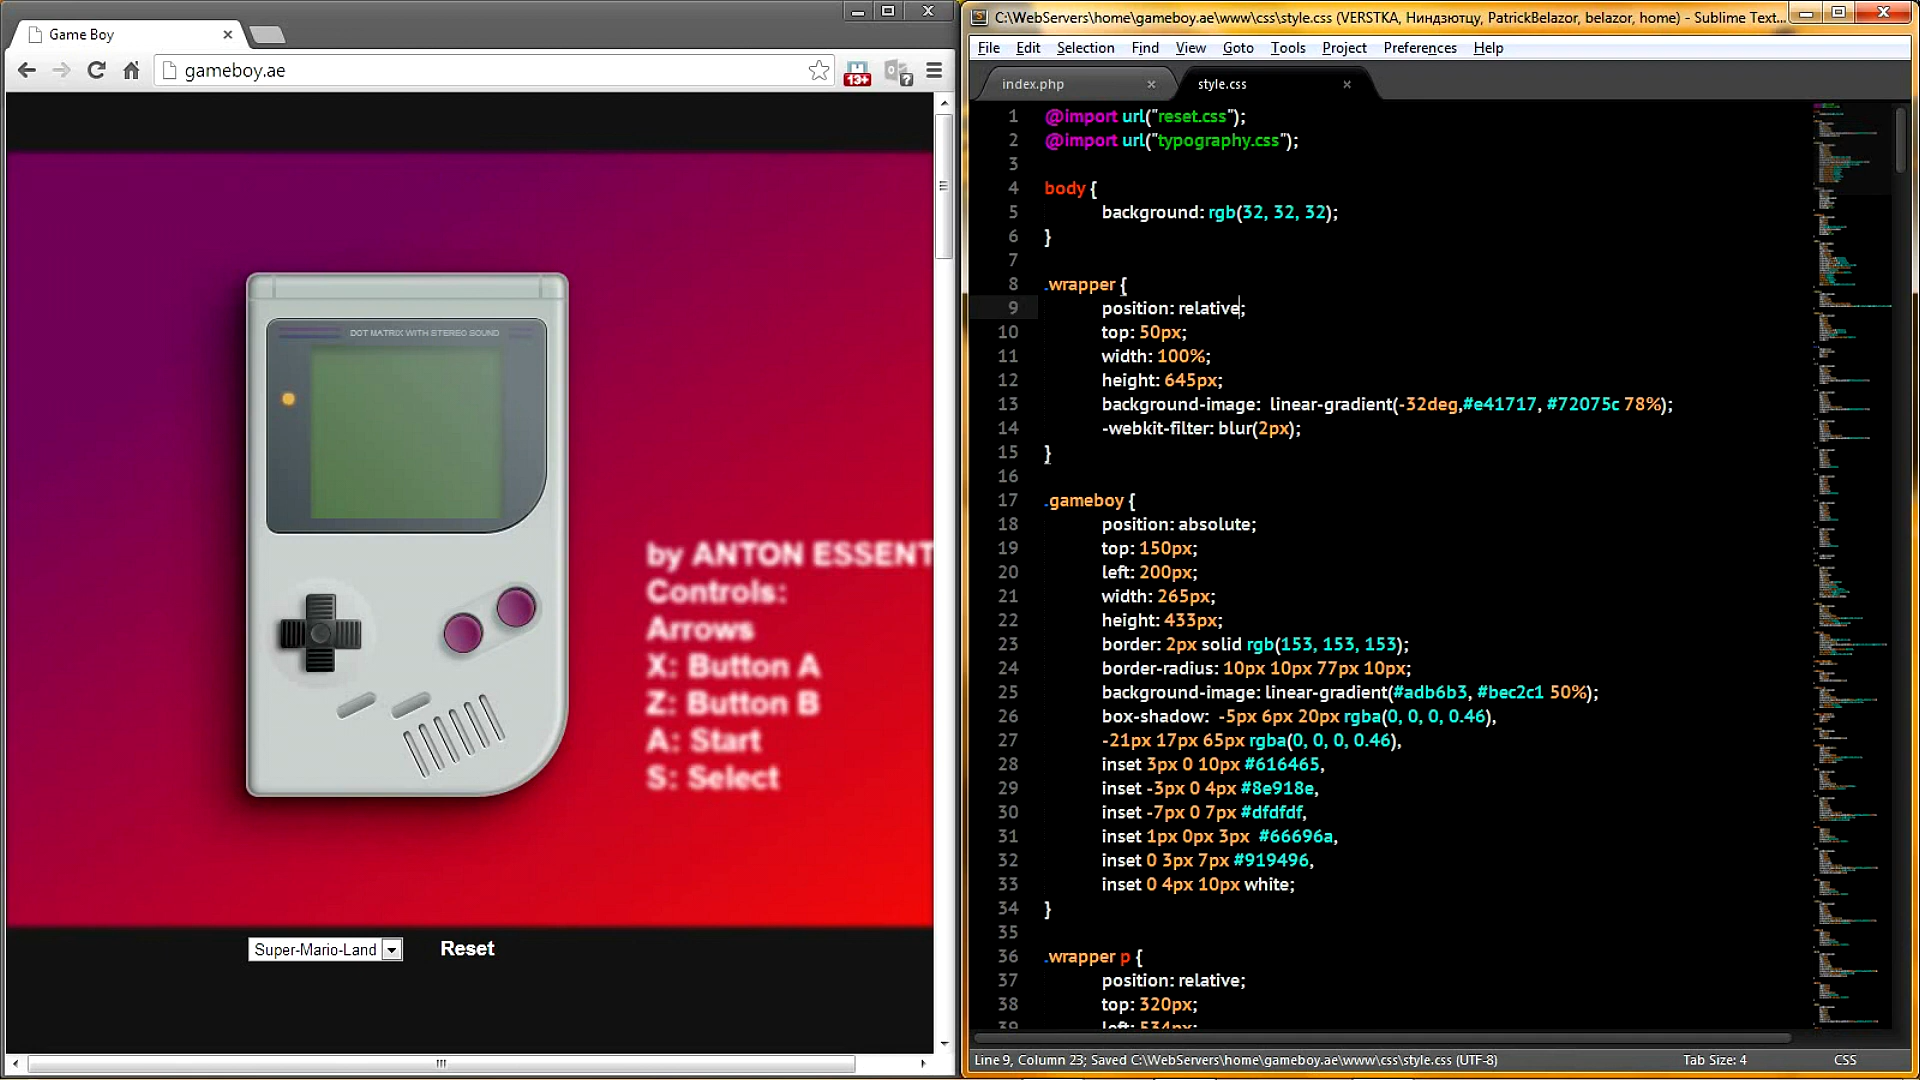 Game Boy
gameboy.ae
13+
DOT MATRIX WITH STEREO SOUND
by ANTON ESSENT
Controls:
Arrows
X: Button A
Z: Button B
A: Start
S: Select
Super-Mario-Land
Reset
C:\WebServers\home\gameboy.ae\www\css\style.css (VERSTKA, Ниндзютцу, PatrickBelazor, belazor, home) - Sublime Text...
File Edit Selection Find View Goto Tools Project Preferences Help
index.php style.css
1 @import url("reset.css");
2 @import url("typography.css");
3
4 body {
5 background: rgb(32, 32, 32);
6 }
7
8 .wrapper {
9 position: relative;
10 top: 50px;
11 width: 100%;
12 height: 645px;
13 background-image: linear-gradient(-32deg,#e41717, #72075c 78%);
14 -webkit-filter: blur(2px);
15 }
16
17 .gameboy {
18 position: absolute;
19 top: 150px;
20 left: 200px;
21 width: 265px;
22 height: 433px;
23 border: 2px solid rgb(153, 153, 153);
24 border-radius: 10px 10px 77px 10px;
25 background-image: linear-gradient(#adb6b3, #bec2c1 50%);
26 box-shadow: -5px 6px 20px rgba(0, 0, 0, 0.46),
27 -21px 17px 65px rgba(0, 0, 0, 0.46),
28 inset 3px 0 10px #616465,
29 inset -3px 0 4px #8e918e,
30 inset -7px 0 7px #dfdfdf,
31 inset 1px 0px 3px #66696a,
32 inset 0 3px 7px #919496,
33 inset 0 4px 10px white;
34 }
35
36 .wrapper p {
37 position: relative;
38 top: 320px;
39 left: 534px;
Line 9, Column 23; Saved C:\WebServers\home\gameboy.ae\www\css\style.css (UTF-8) Tab Size: 4 CSS